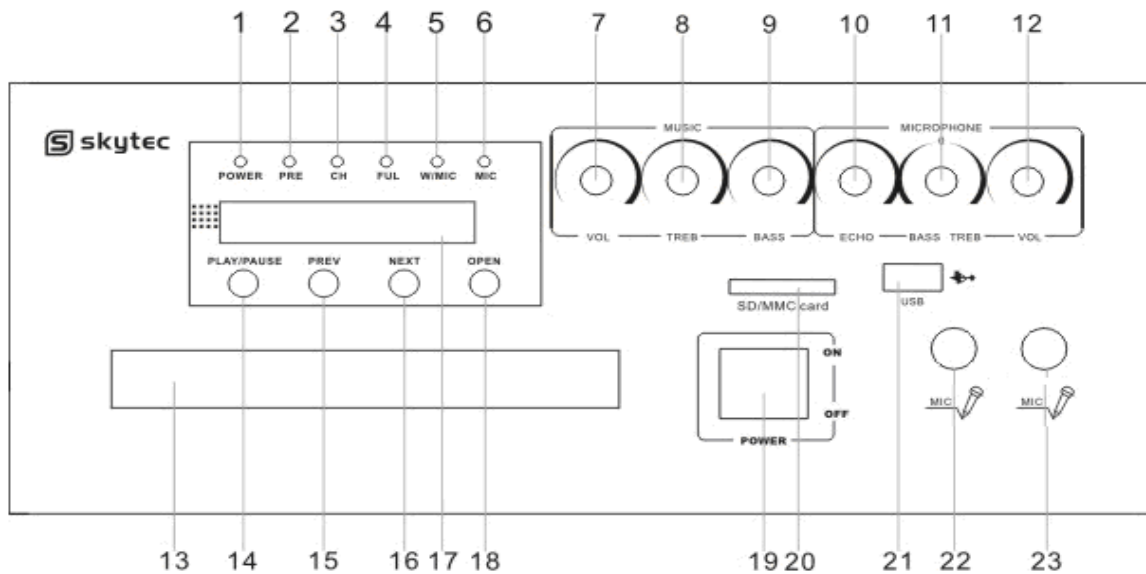 1 2 3 4 5 6 7 8 9 10 11 12
skytec
MUSIC MICROPHONE
POWER PRE CH FUL W/MIC MIC
VOL TREB BASS ECHO BASS TREB VOL
PLAY/PAUSE PREV NEXT OPEN
SD/MMC card
USB
ON
OFF
POWER
MIC MIC
13 14 15 16 17 18 19 20 21 22 23